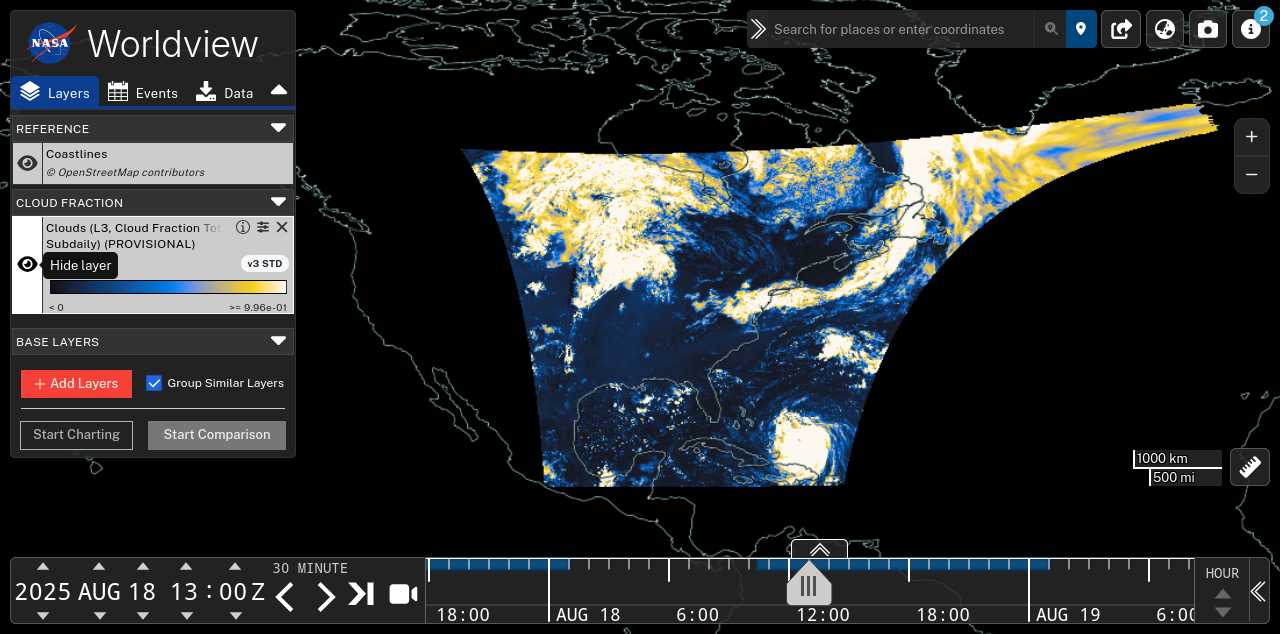 NASA
Worldview
Layers
Events
Data
REFERENCE
Coastlines
© OpenStreetMap contributors
CLOUD FRACTION
Clouds (L3, Cloud Fraction Tot
Subdaily) (PROVISIONAL)
Hide layer
v3 STD
< 0
>= 9.96e-01
BASE LAYERS
+ Add Layers
Group Similar Layers
Start Charting
Start Comparison
Search for places or enter coordinates
2
+
−
1000 km
500 mi
2025 AUG 18 13 : 00 Z
30 MINUTE
18:00
AUG 18
6:00
12:00
18:00
AUG 19
6:00
HOUR